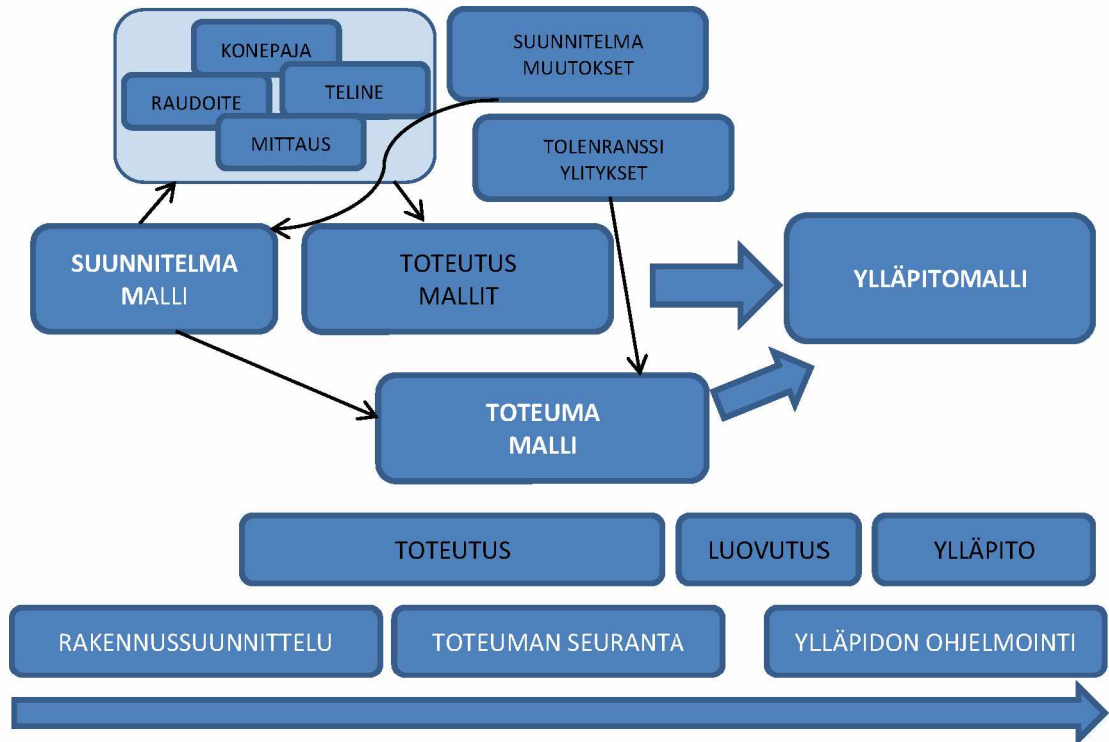 KONEPAJA
RAUDOITE
TELINE
MITTAUS
SUUNNITELMA
MUUTOKSET
TOLENRANSSI
YLITYKSET
SUUNNITELMA
MALLI
TOTEUTUS
MALLIT
YLLÄPITOMALLI
TOTEUMA
MALLI
TOTEUTUS
LUOVUTUS
YLLÄPITO
RAKENNUSSUUNNITTELU
TOTEUMAN SEURANTA
YLLÄPIDON OHJELMOINTI